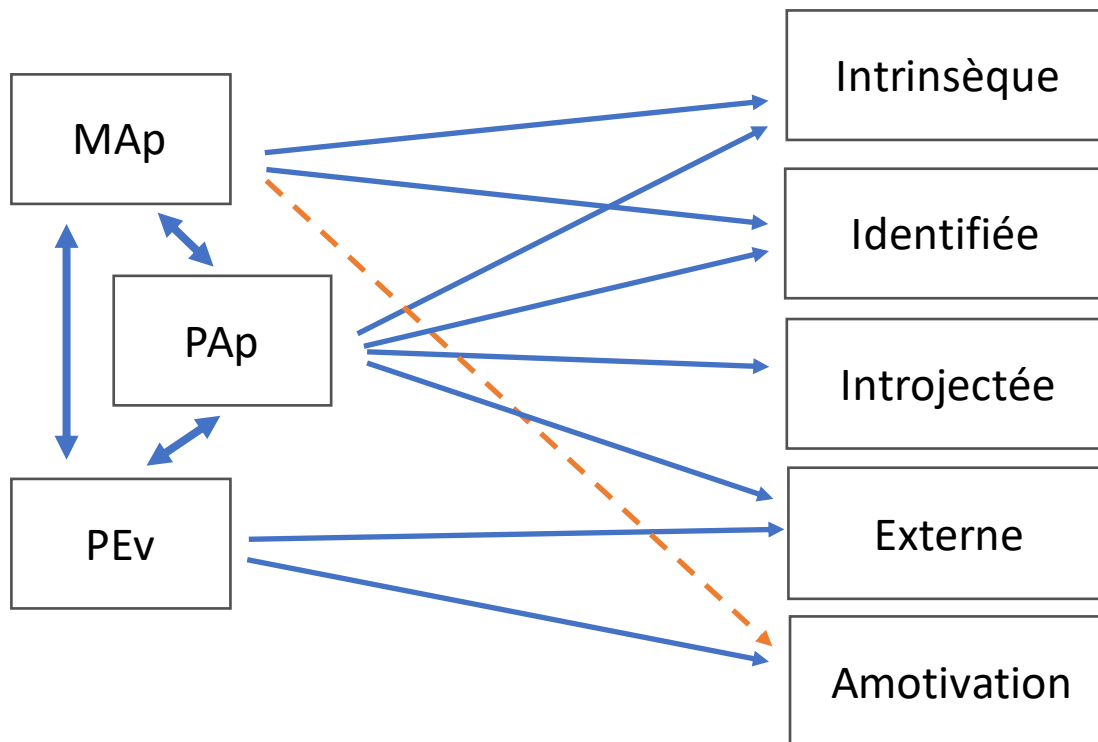 MAp
PAp
PEv
Intrinsèque
Identifiée
Introjectée
Externe
Amotivation